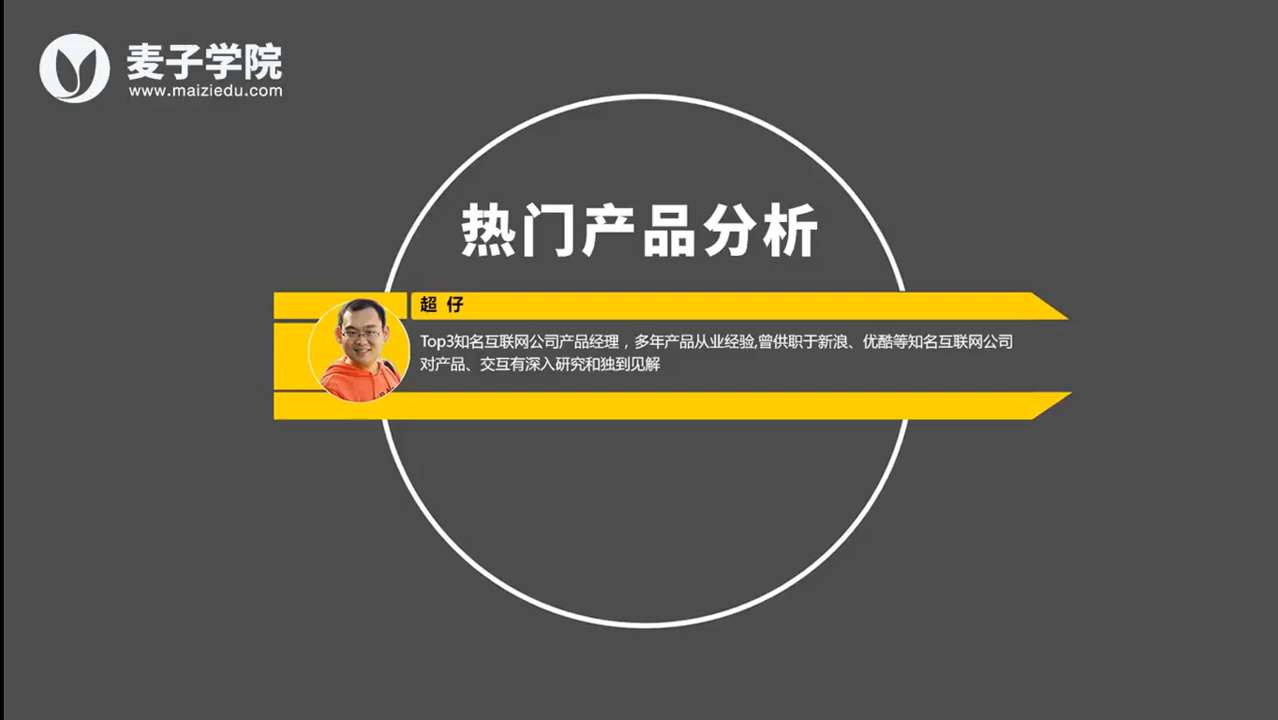 麦子学院
www.maiziedu.com
热门产品分析
超 仔
Top3知名互联网公司产品经理，多年产品从业经验,曾供职于新浪、优酷等知名互联网公司
对产品、交互有深入研究和独到见解